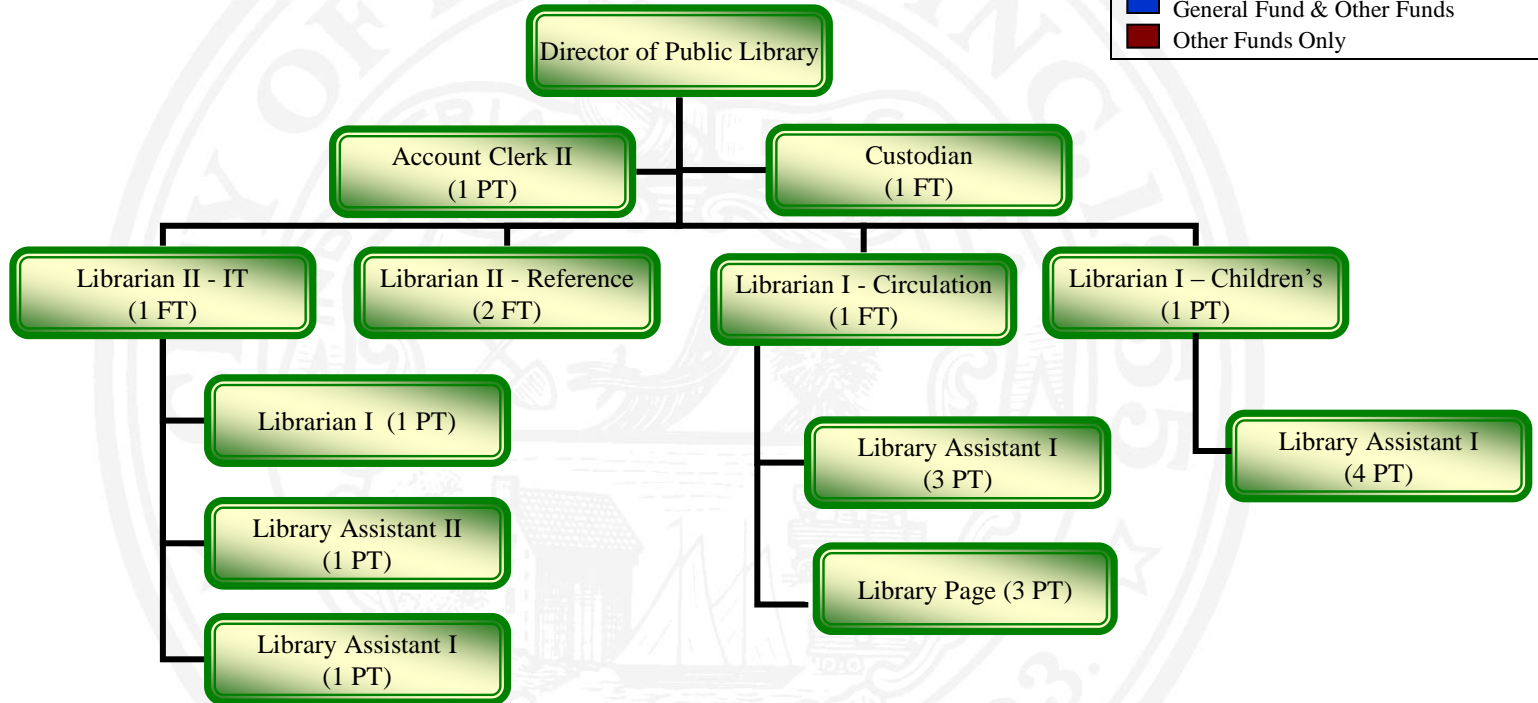 General Fund & Other Funds
Other Funds Only
Director of Public Library
Account Clerk II
(1 PT)
Custodian
(1 FT)
Librarian II - IT
(1 FT)
Librarian II - Reference
(2 FT)
Librarian I - Circulation
(1 FT)
Librarian I – Children’s
(1 PT)
Librarian I  (1 PT)
Library Assistant II
(1 PT)
Library Assistant I
(1 PT)
Library Assistant I
(3 PT)
Library Page (3 PT)
Library Assistant I
(4 PT)